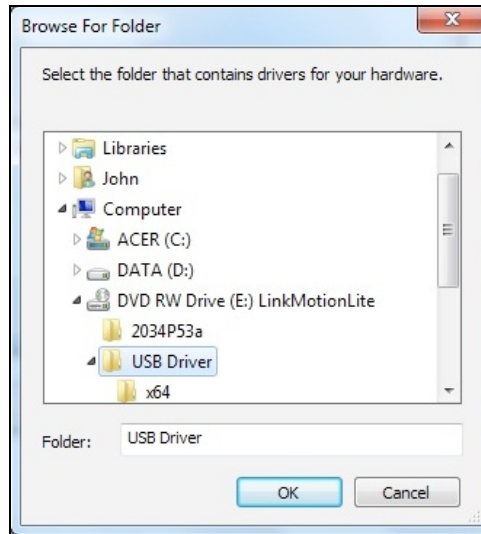 Browse For Folder
Select the folder that contains drivers for your hardware.
Libraries
John
Computer
ACER (C:)
DATA (D:)
DVD RW Drive (E:) LinkMotionLite
2034P53a
USB Driver
x64
Folder: USB Driver
OK Cancel